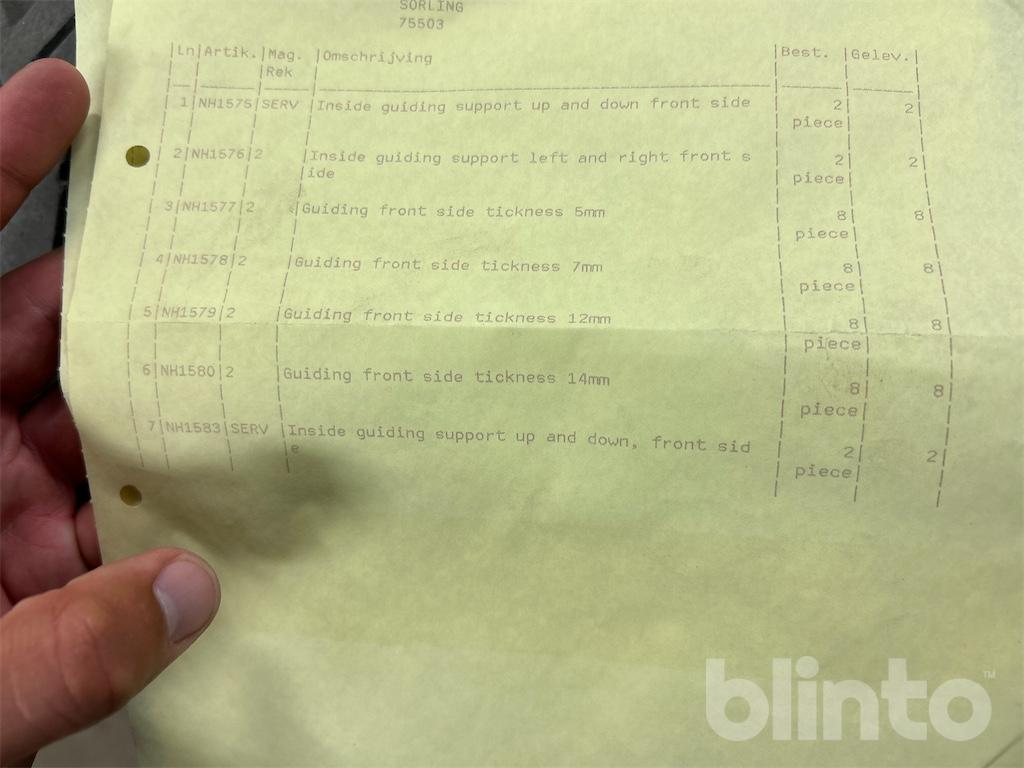 SORLING
75503
|Ln|Artik.|Mag.|Omschrijving |Best. |Gelev.|
Rek
1|NH1575|SERV |Inside guiding support up and down front side 2| 2|
piece|
2|NH1576|2 |Inside guiding support left and right front s 2| 2|
|ide piece|
3|NH1577|2 |Guiding front side tickness 5mm 8| 8|
piece|
4|NH1578|2 |Guiding front side tickness 7mm 8| 8|
piece|
5|NH1579|2 |Guiding front side tickness 12mm 8| 8|
piece|
6|NH1580|2 |Guiding front side tickness 14mm 8| 8|
piece|
7|NH1583|SERV |Inside guiding support up and down, front sid 2| 2|
e piece|
blinto™